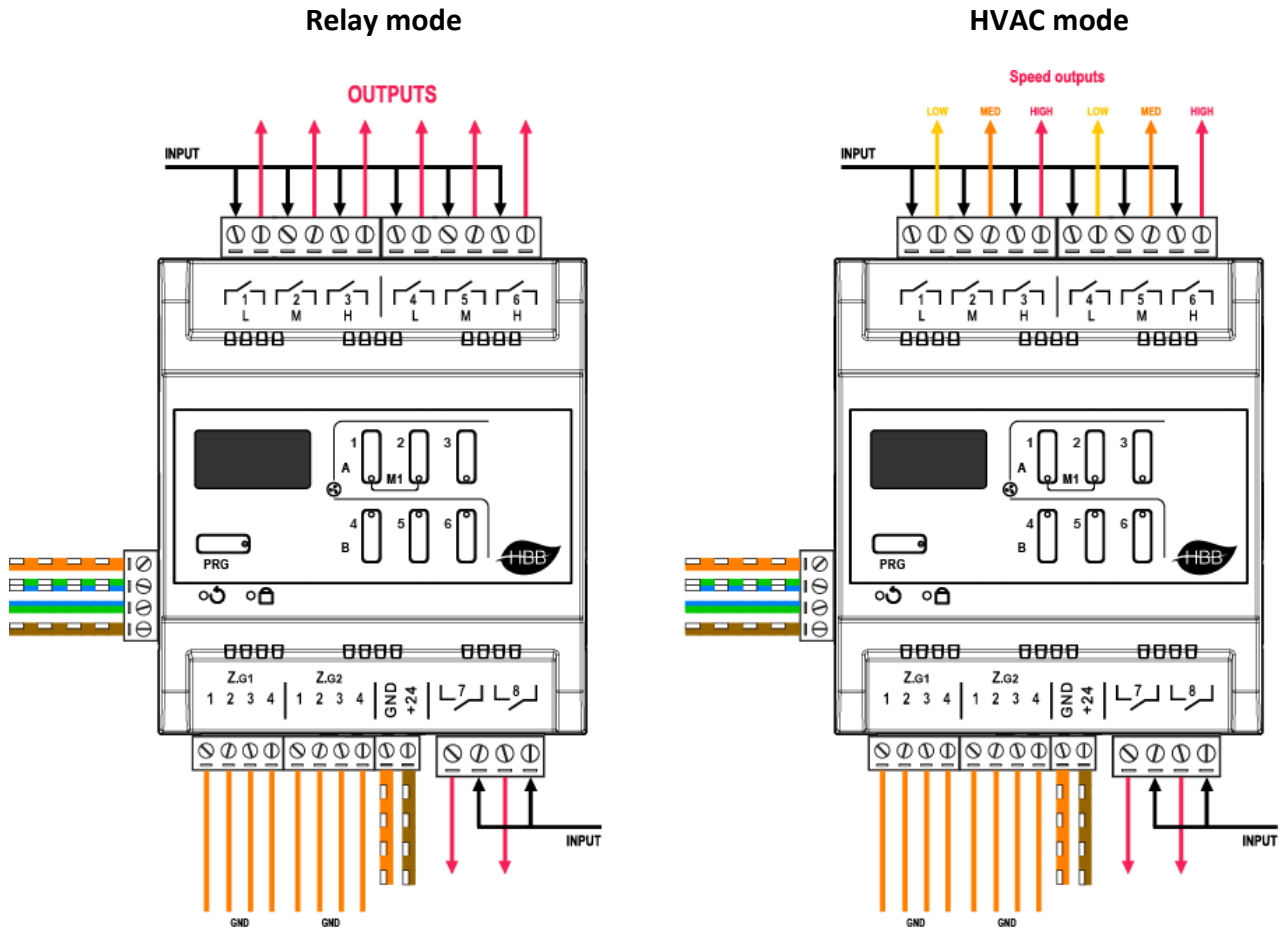 Relay mode
OUTPUTS
INPUT
1 2 3 4 5 6
L M H L M H
1 2 3
A M1
4 5 6
B
PRG
HBB
Z.G1 Z.G2
1 2 3 4 1 2 3 4 GND +24 7 8
INPUT
GND GND
HVAC mode
Speed outputs
LOW MED HIGH LOW MED HIGH
INPUT
1 2 3 4 5 6
L M H L M H
1 2 3
A M1
4 5 6
B
PRG
HBB
Z.G1 Z.G2
1 2 3 4 1 2 3 4 GND +24 7 8
INPUT
GND GND